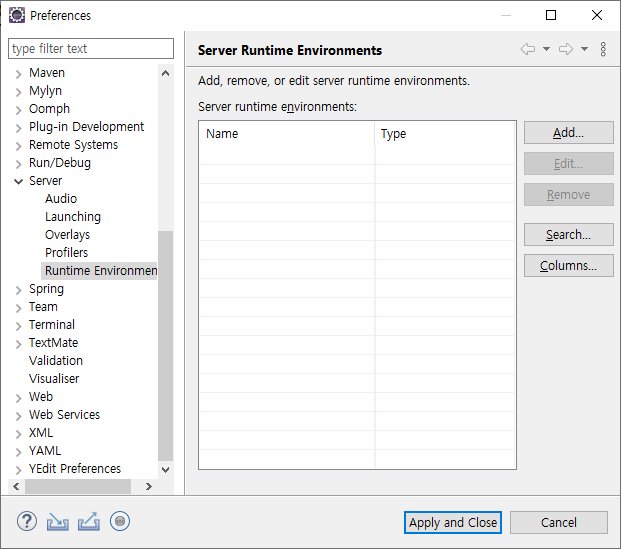 Preferences
type filter text
Maven
Mylyn
Oomph
Plug-in Development
Remote Systems
Run/Debug
Server
Audio
Launching
Overlays
Profilers
Runtime Environmen
Spring
Team
Terminal
TextMate
Validation
Visualiser
Web
Web Services
XML
YAML
YEdit Preferences
Server Runtime Environments
Add, remove, or edit server runtime environments.
Server runtime environments:
Name Type
Add...
Edit...
Remove
Search...
Columns...
Apply and Close Cancel